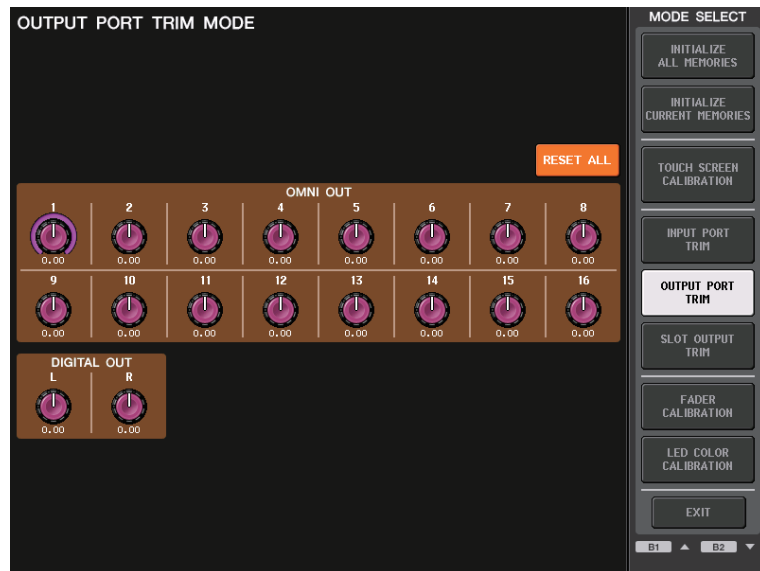 OUTPUT PORT TRIM MODE
RESET ALL
OMNI OUT
1 2 3 4 5 6 7 8
0.00 0.00 0.00 0.00 0.00 0.00 0.00 0.00
9 10 11 12 13 14 15 16
0.00 0.00 0.00 0.00 0.00 0.00 0.00 0.00
DIGITAL OUT
L R
0.00 0.00
MODE SELECT
INITIALIZE
ALL MEMORIES
INITIALIZE
CURRENT MEMORIES
TOUCH SCREEN
CALIBRATION
INPUT PORT
TRIM
OUTPUT PORT
TRIM
SLOT OUTPUT
TRIM
FADER
CALIBRATION
LED COLOR
CALIBRATION
EXIT
B1 B2